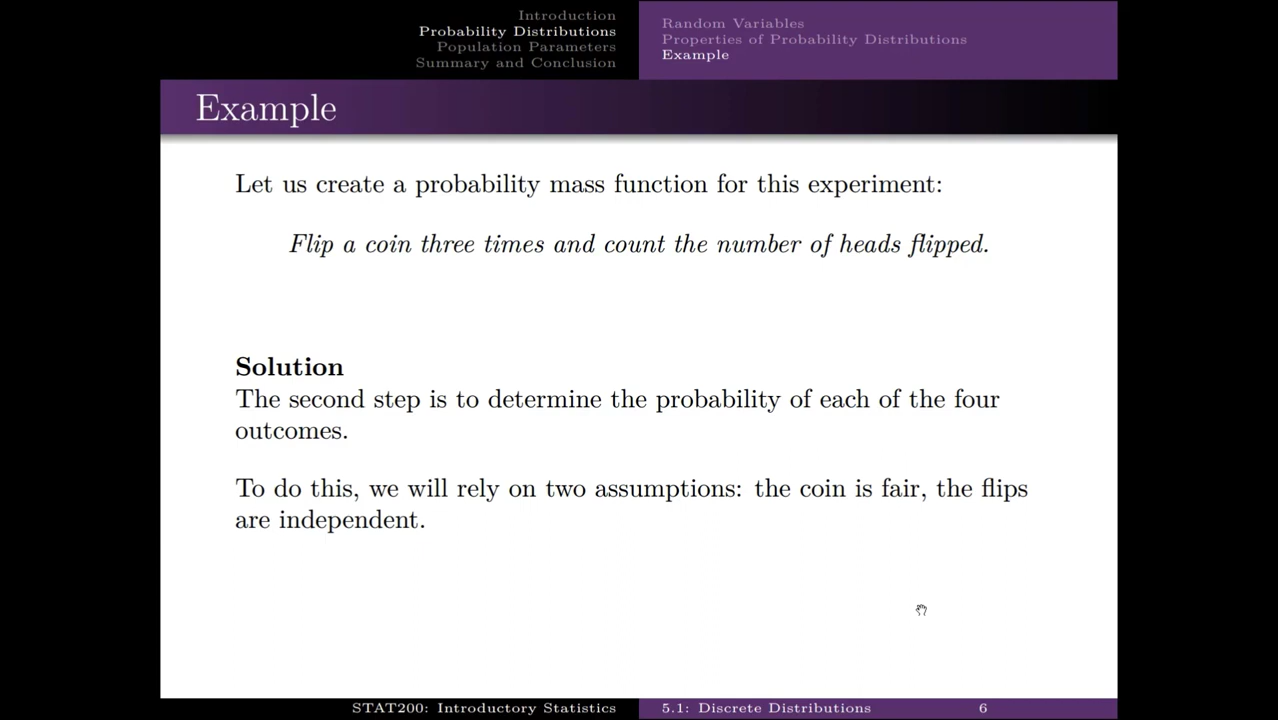 Introduction
Probability Distributions
Population Parameters
Summary and Conclusion
Random Variables
Properties of Probability Distributions
Example
Example
Let us create a probability mass function for this experiment:
Flip a coin three times and count the number of heads flipped.
Solution
The second step is to determine the probability of each of the four
outcomes.
To do this, we will rely on two assumptions: the coin is fair, the flips
are independent.
STAT200: Introductory Statistics
5.1: Discrete Distributions
6